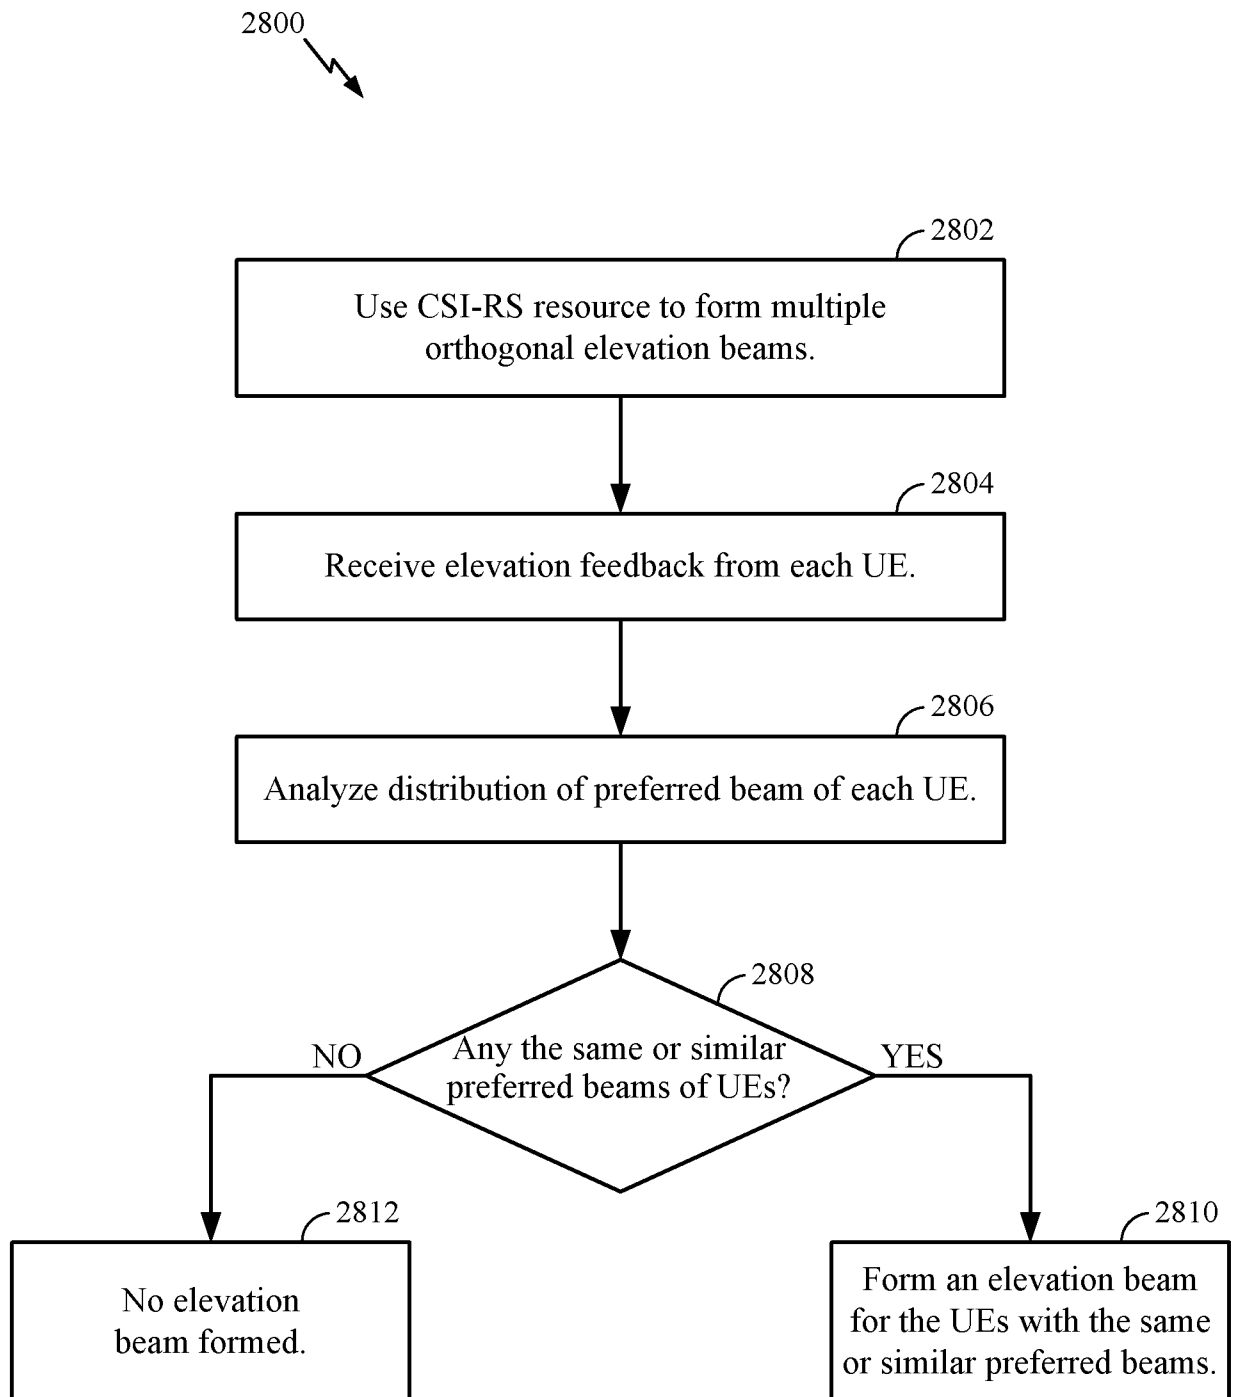 2800
2802
Use CSI-RS resource to form multiple
orthogonal elevation beams.
2804
Receive elevation feedback from each UE.
2806
Analyze distribution of preferred beam of each UE.
2808
NO
Any the same or similar
preferred beams of UEs?
YES
2812
No elevation
beam formed.
2810
Form an elevation beam
for the UEs with the same
or similar preferred beams.